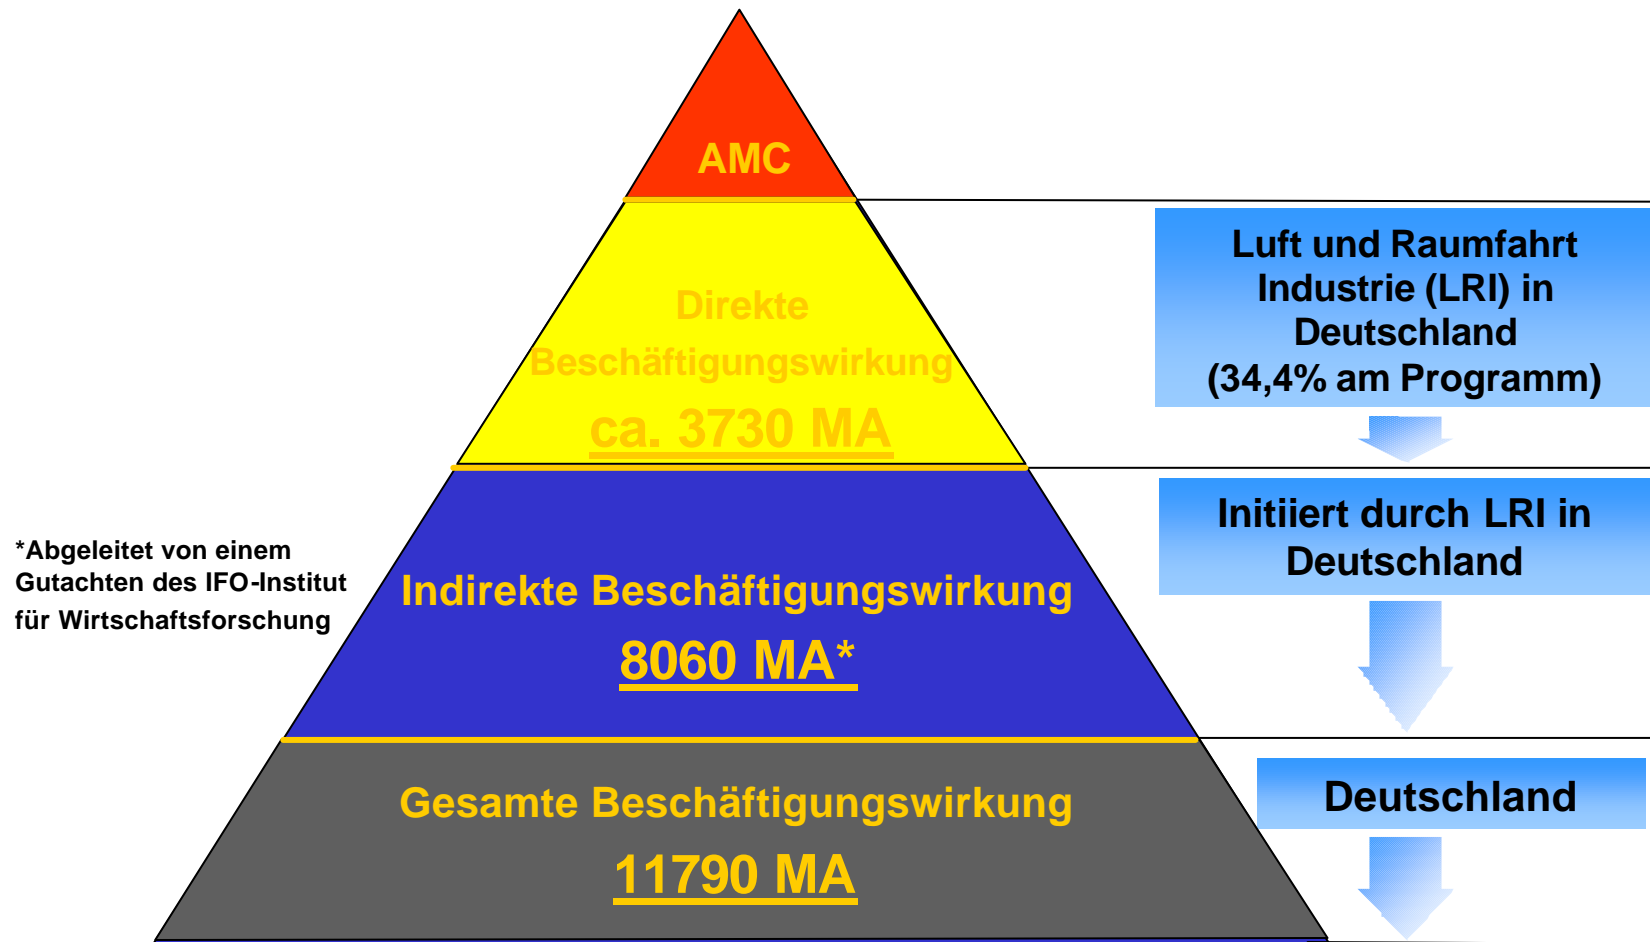 AMC
Luft und Raumfahrt
Industrie (LRI) in
Deutschland
(34,4% am Programm)
Direkte
Beschäftigungswirkung
ca. 3730 MA
Initiiert durch LRI in
Deutschland
*Abgeleitet von einem
Gutachten des IFO-Institut
für Wirtschaftsforschung
Indirekte Beschäftigungswirkung
8060 MA*
Deutschland
Gesamte Beschäftigungswirkung
11790 MA